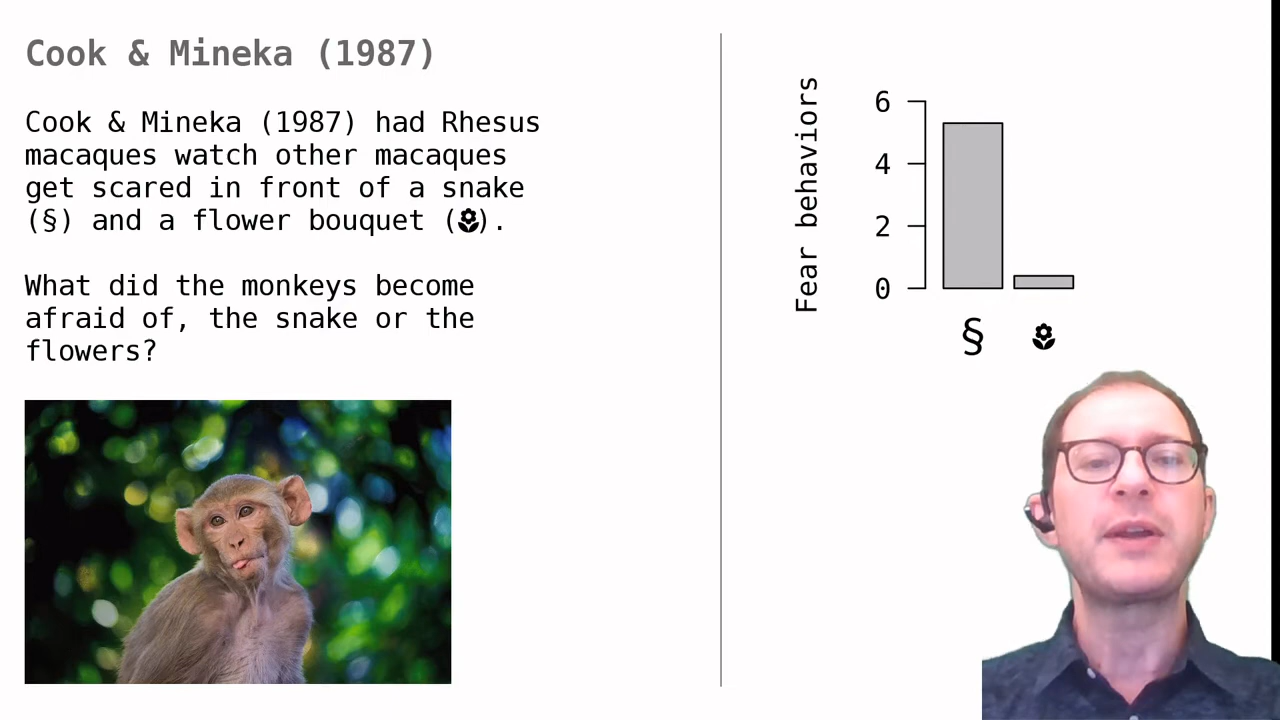 Cook & Mineka (1987)
Cook & Mineka (1987) had Rhesus
macaques watch other macaques
get scared in front of a snake
(§) and a flower bouquet (⚘).
What did the monkeys become
afraid of, the snake or the
flowers?
Fear behaviors
6
4
2
0
§